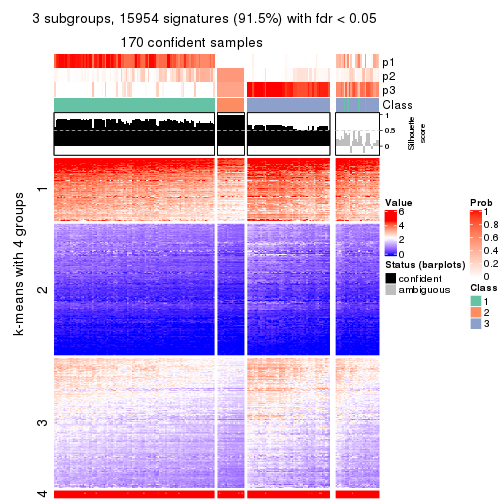 3 subgroups, 15954 signatures (91.5%) with fdr < 0.05
170 confident samples
p1
p2
p3
Class
1
0.5
0
Silhouette
score
k-means with 4 groups
1
2
3
4
Value
6
4
2
0
Status (barplots)
confident
ambiguous
Prob
1
0.8
0.6
0.4
0.2
0
Class
1
2
3